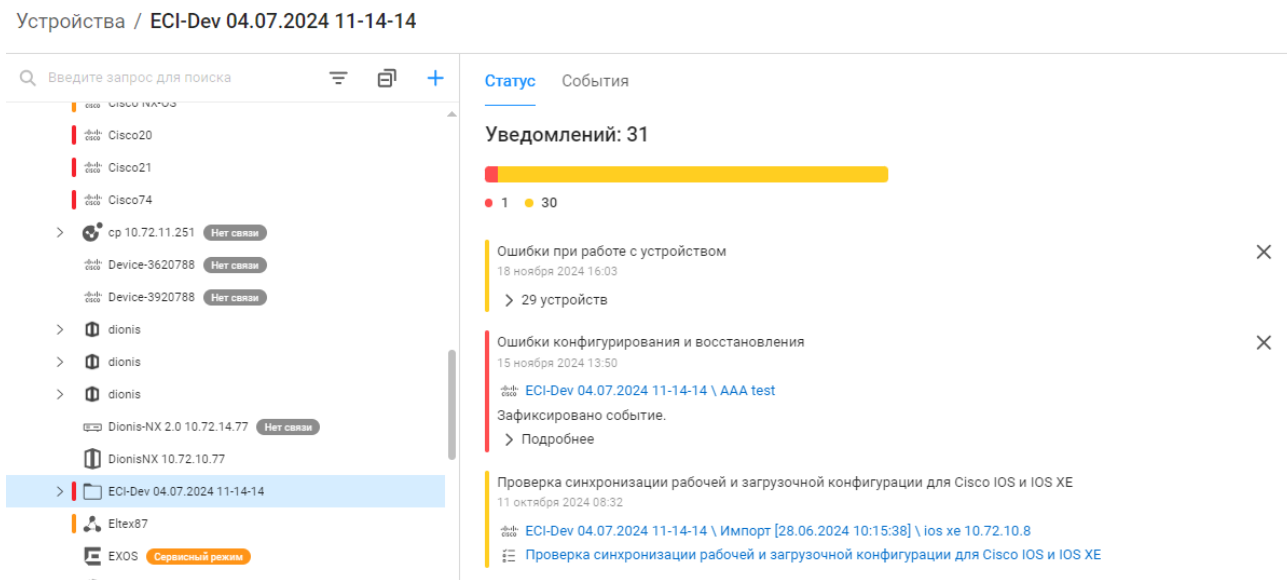 Устройства / ECI-Dev 04.07.2024 11-14-14
Введите запрос для поиска
Cisco NX-OS
Cisco20
Cisco21
Cisco74
cp 10.72.11.251 Нет связи
Device-3620788 Нет связи
Device-3920788 Нет связи
dionis
dionis
dionis
Dionis-NX 2.0 10.72.14.77 Нет связи
DionisNX 10.72.10.77
ECI-Dev 04.07.2024 11-14-14
Eltex87
EXOS Сервисный режим
Статус События
Уведомлений: 31
1 30
Ошибки при работе с устройством
18 ноября 2024 16:03
29 устройств
Ошибки конфигурирования и восстановления
15 ноября 2024 13:50
ECI-Dev 04.07.2024 11-14-14 \ AAA test
Зафиксировано событие.
Подробнее
Проверка синхронизации рабочей и загрузочной конфигурации для Cisco IOS и IOS XE
11 октября 2024 08:32
ECI-Dev 04.07.2024 11-14-14 \ Импорт [28.06.2024 10:15:38] \ ios xe 10.72.10.8
Проверка синхронизации рабочей и загрузочной конфигурации для Cisco IOS и IOS XE